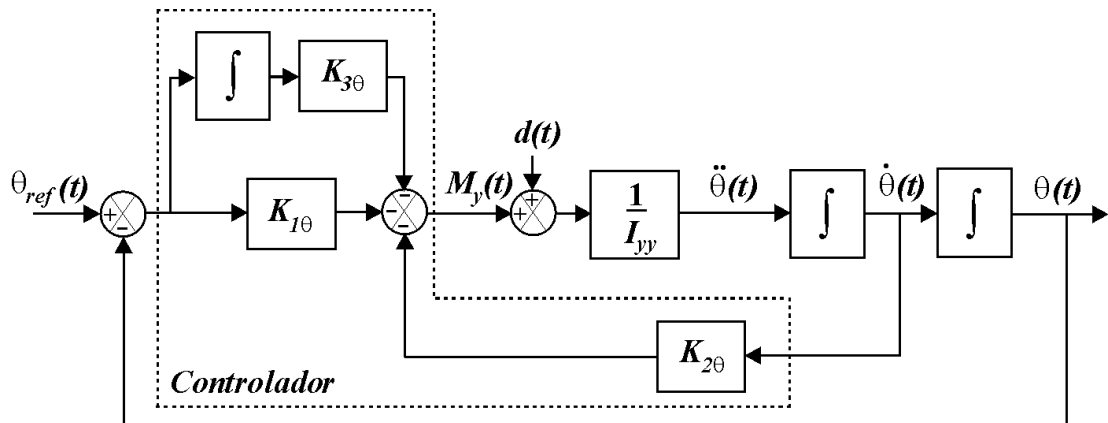 ∫
K3θ
d(t)
θref(t)
+
−
K1θ
−
−
−
My(t)
+
+
1
Iyy
θ̈(t)
∫
θ̇(t)
∫
θ(t)
K2θ
Controlador